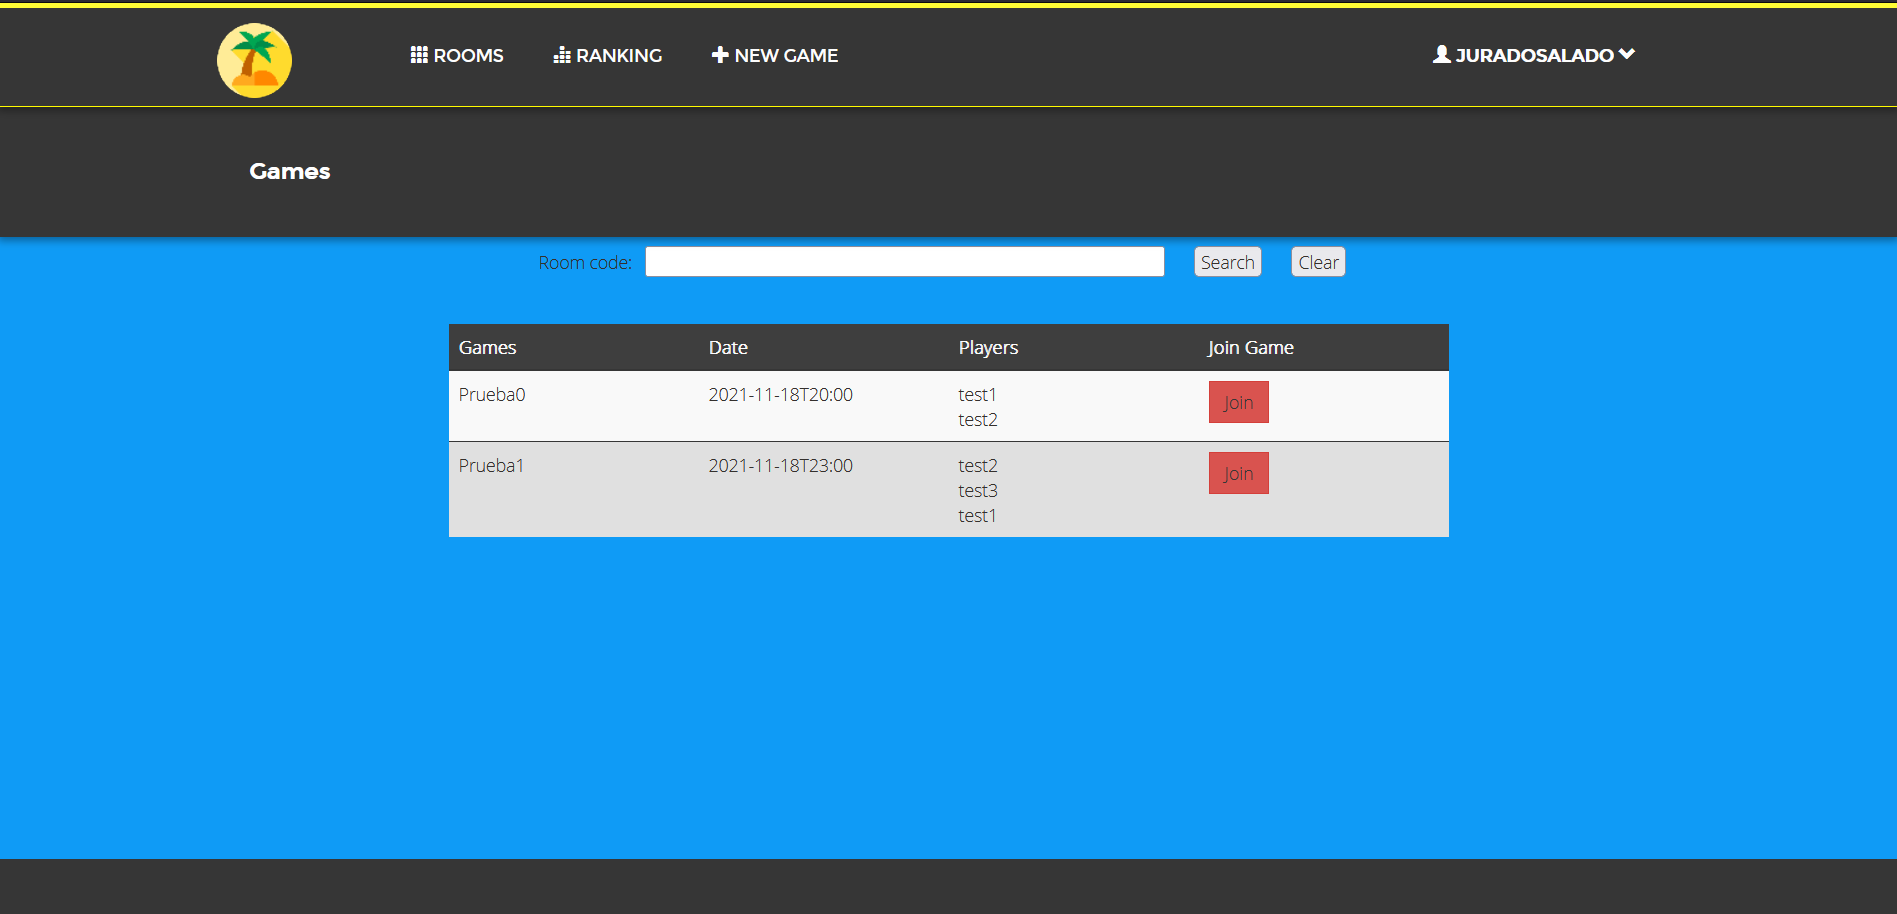 ROOMS RANKING NEW GAME JURADOSALADO
Games
Room code: Search Clear
Games Date Players Join Game
Prueba0 2021-11-18T20:00 test1 Join
test2
Prueba1 2021-11-18T23:00 test2 Join
test3
test1